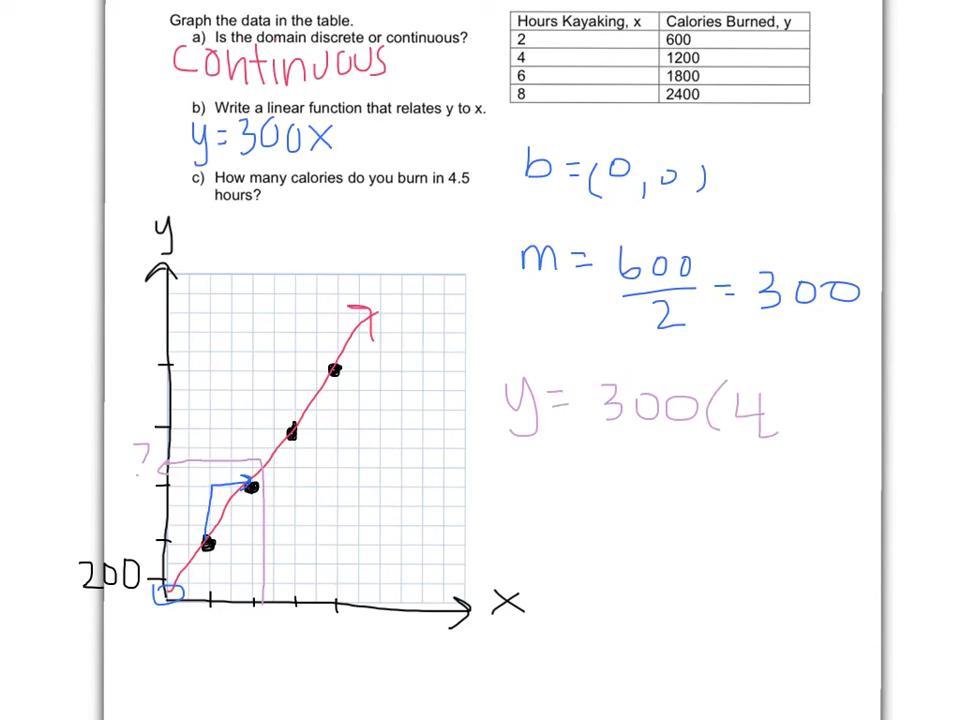 Graph the data in the table.
a) Is the domain discrete or continuous?
continuous
b) Write a linear function that relates y to x.
y=300x
c) How many calories do you burn in 4.5
hours?
Hours Kayaking, x Calories Burned, y
2 600
4 1200
6 1800
8 2400
b=(0,0)
m = 600/2 = 300
y= 300(4
y
?
200
x